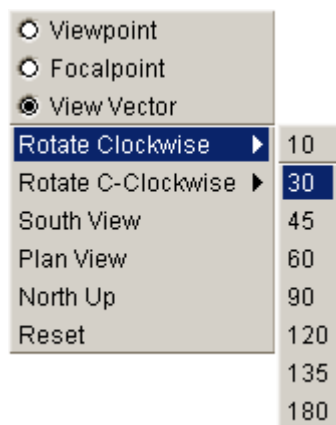 Viewpoint
Focalpoint
View Vector
Rotate Clockwise
Rotate C-Clockwise
South View
Plan View
North Up
Reset
10
30
45
60
90
120
135
180